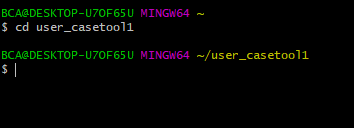 BCA@DESKTOP-U7OF65U MINGW64 ~
$ cd user_casetool1
BCA@DESKTOP-U7OF65U MINGW64 ~/user_casetool1
$